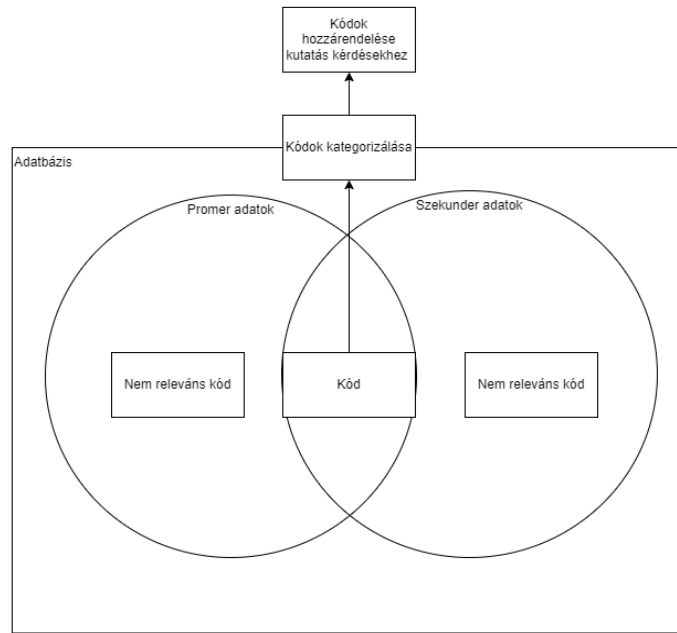 Kódok
hozzárendelése
kutatás kérdésekhez
Kódok kategorizálása
Adatbázis
Promer adatok
Szekunder adatok
Nem releváns kód
Kód
Nem releváns kód